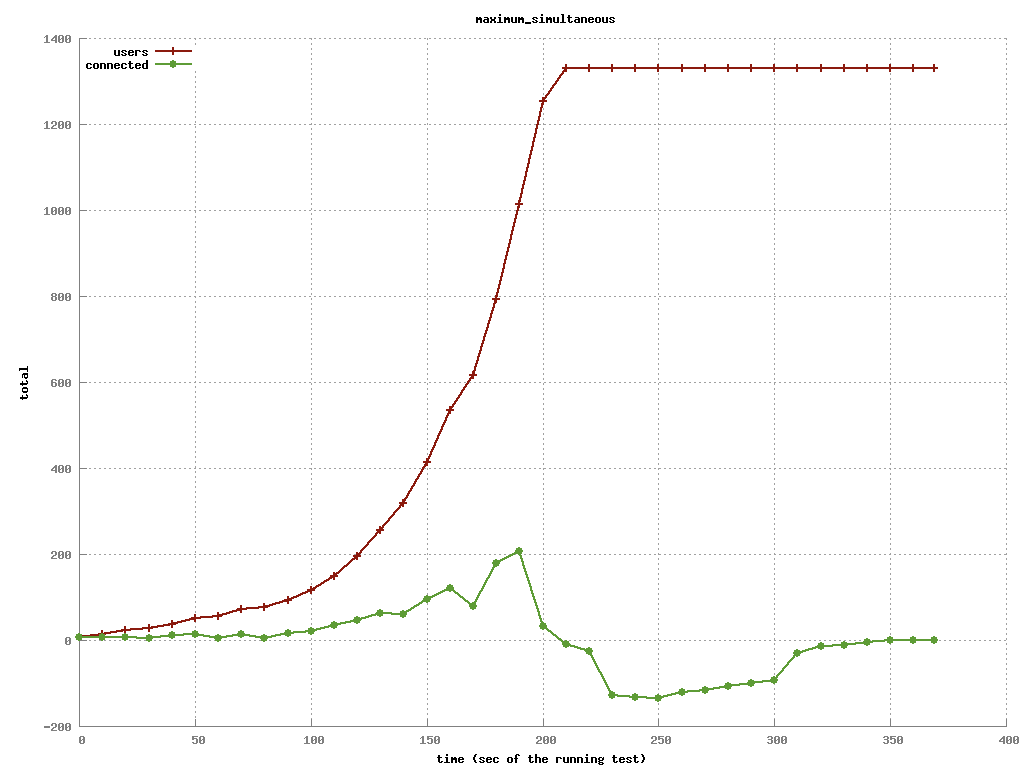 maximum_simultaneous
1400
users
connected
1200
1000
800
600
total
400
200
0
-200
0 50 100 150 200 250 300 350 400
time (sec of the running test)